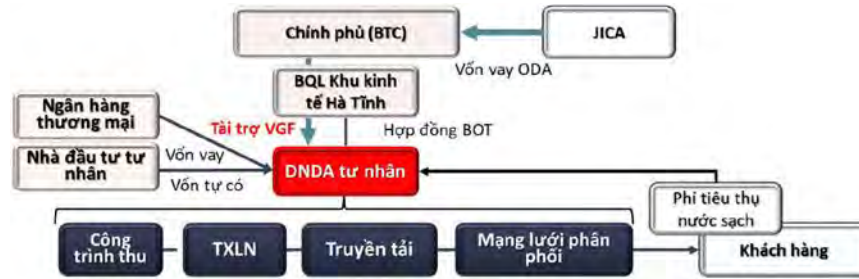 Chính phủ (BTC)
JICA
Vốn vay ODA
BQL Khu kinh
tế Hà Tĩnh
Ngân hàng
thương mại
Tài trợ VGF
Hợp đồng BOT
Vốn vay
Nhà đầu tư tư
nhân
Vốn tự có
DNDA tư nhân
Phí tiêu thụ
nước sạch
Công
trình thu
TXLN
Truyền tải
Mạng lưới phân
phối
Khách hàng